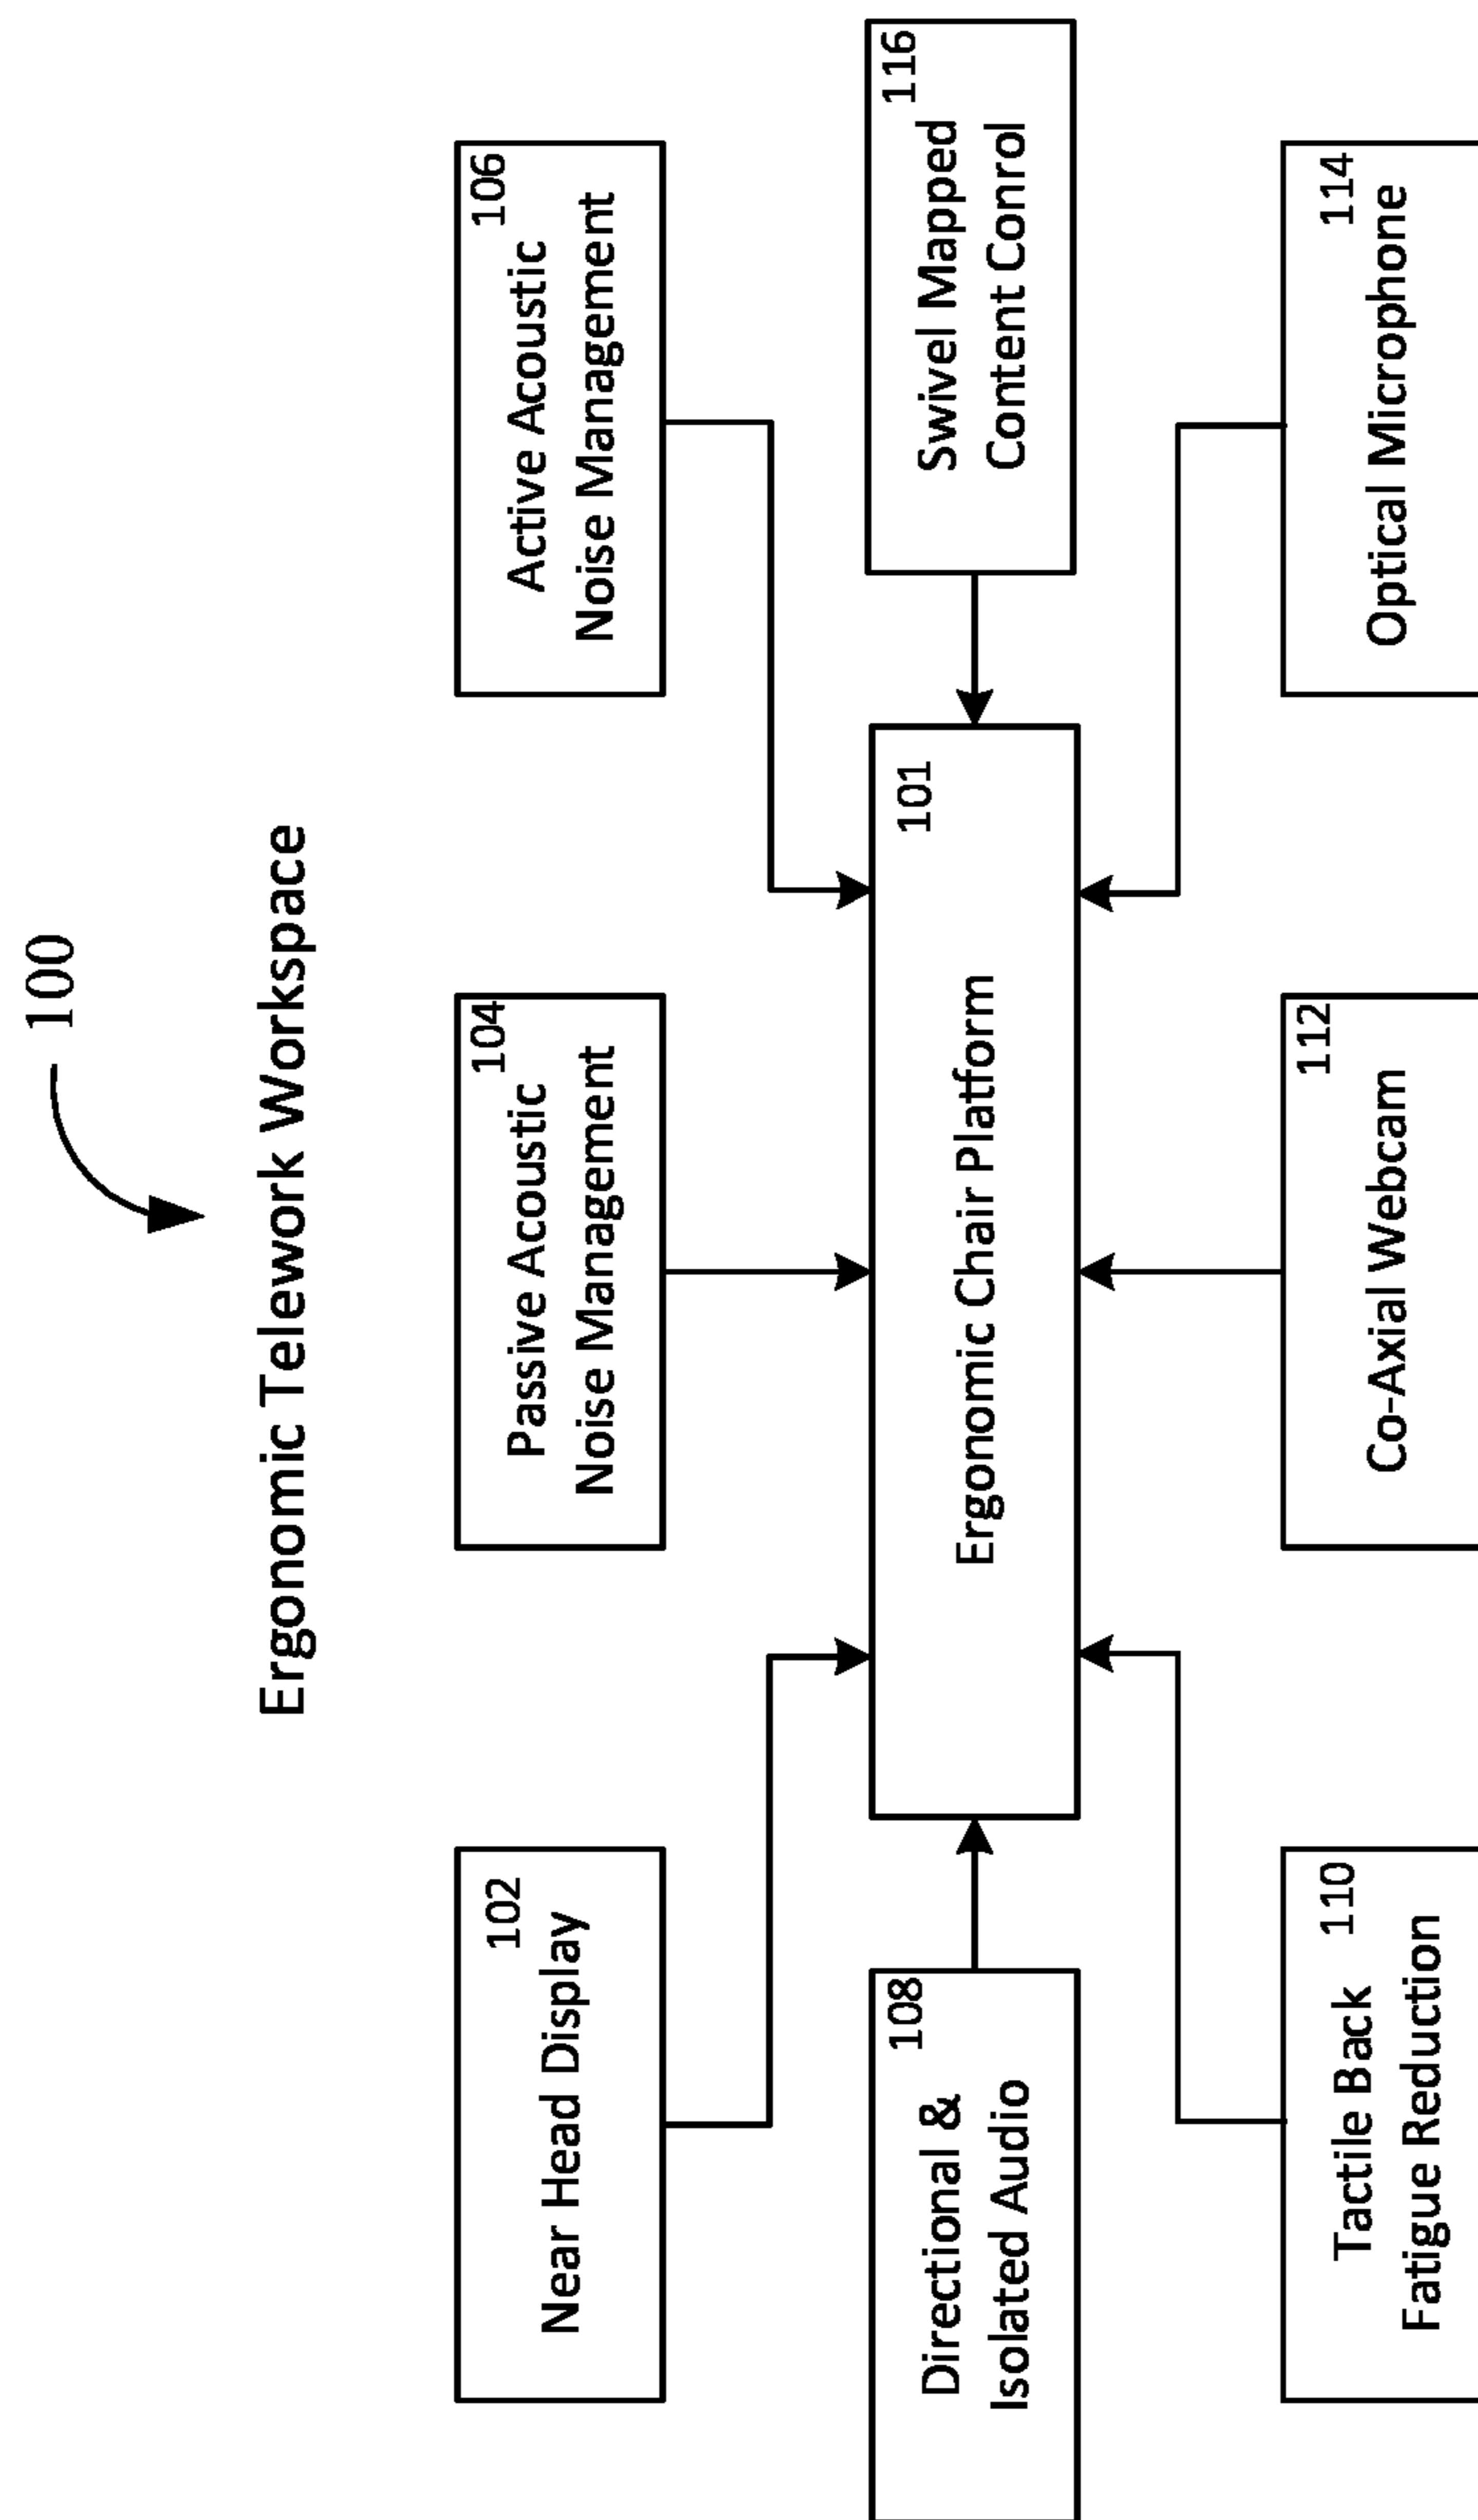 100
Ergonomic Telework Workspace
102
Near Head Display
104
Passive Acoustic
Noise Management
106
Active Acoustic
Noise Management
108
Directional &
Isolated Audio
101
Ergonomic Chair Platform
116
Swivel Mapped
Content Conrol
110
Tactile Back
Fatigue Reduction
112
Co-Axial Webcam
114
Optical Microphone